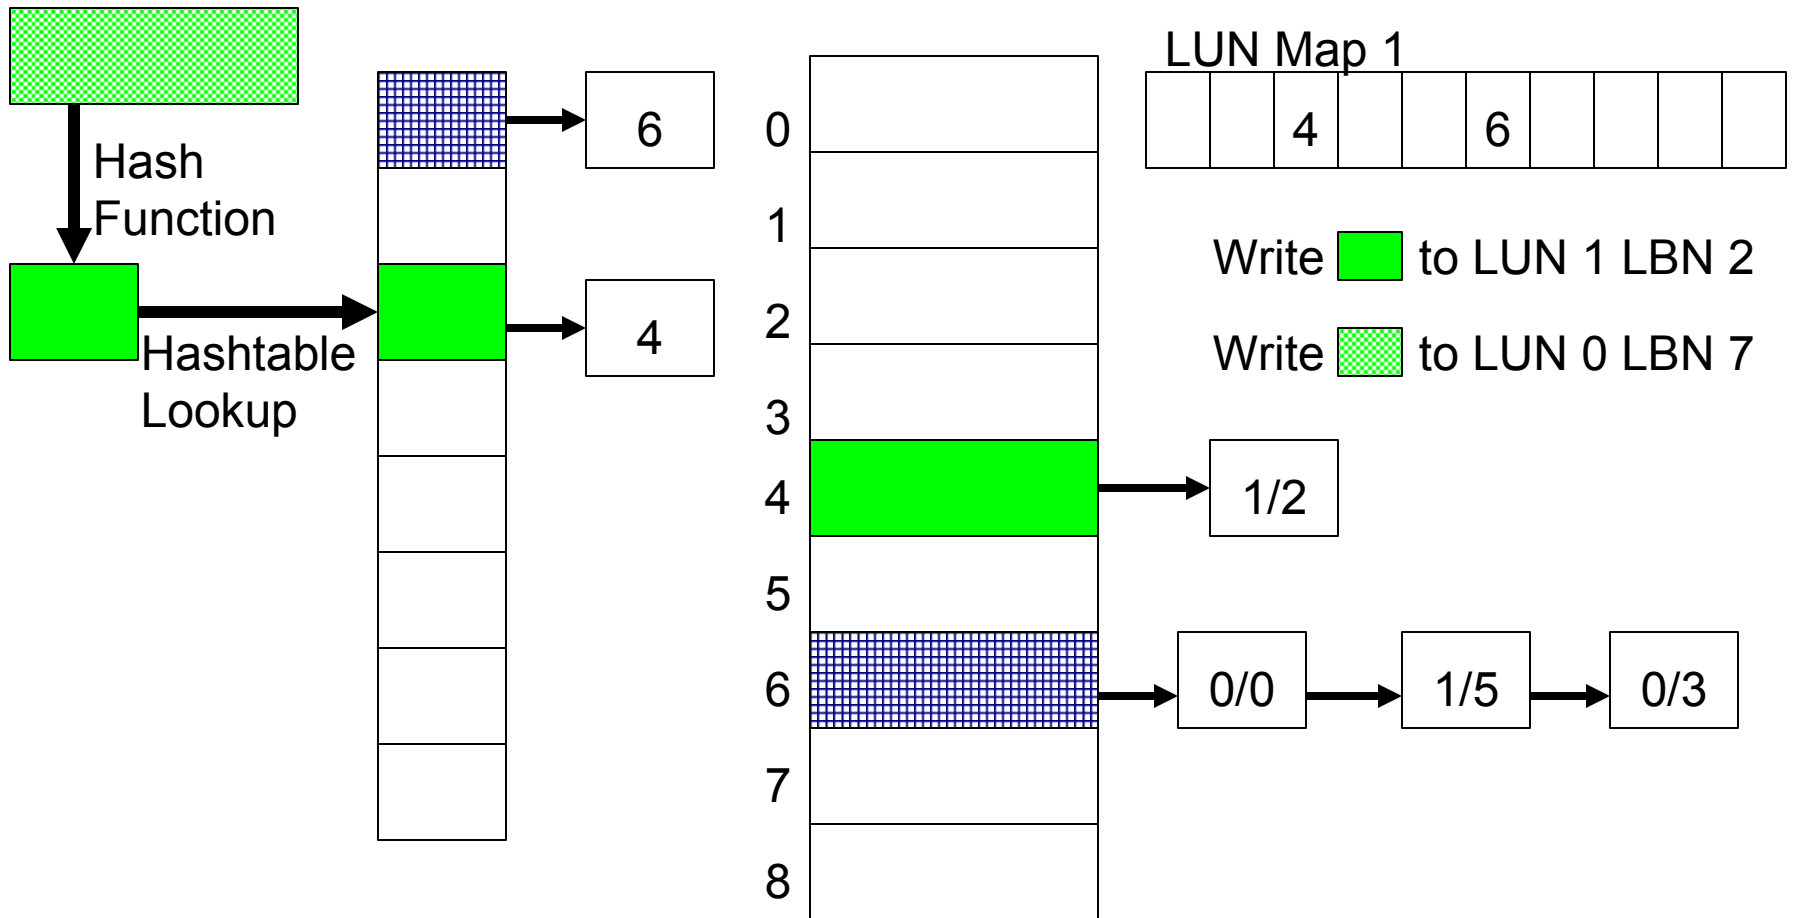 LUN Map 1
4 6
Hash
Function
Hashtable
Lookup
6
4
0
1
2
3
4
5
6
7
8
Write to LUN 1 LBN 2
Write to LUN 0 LBN 7
1/2
0/0 1/5 0/3